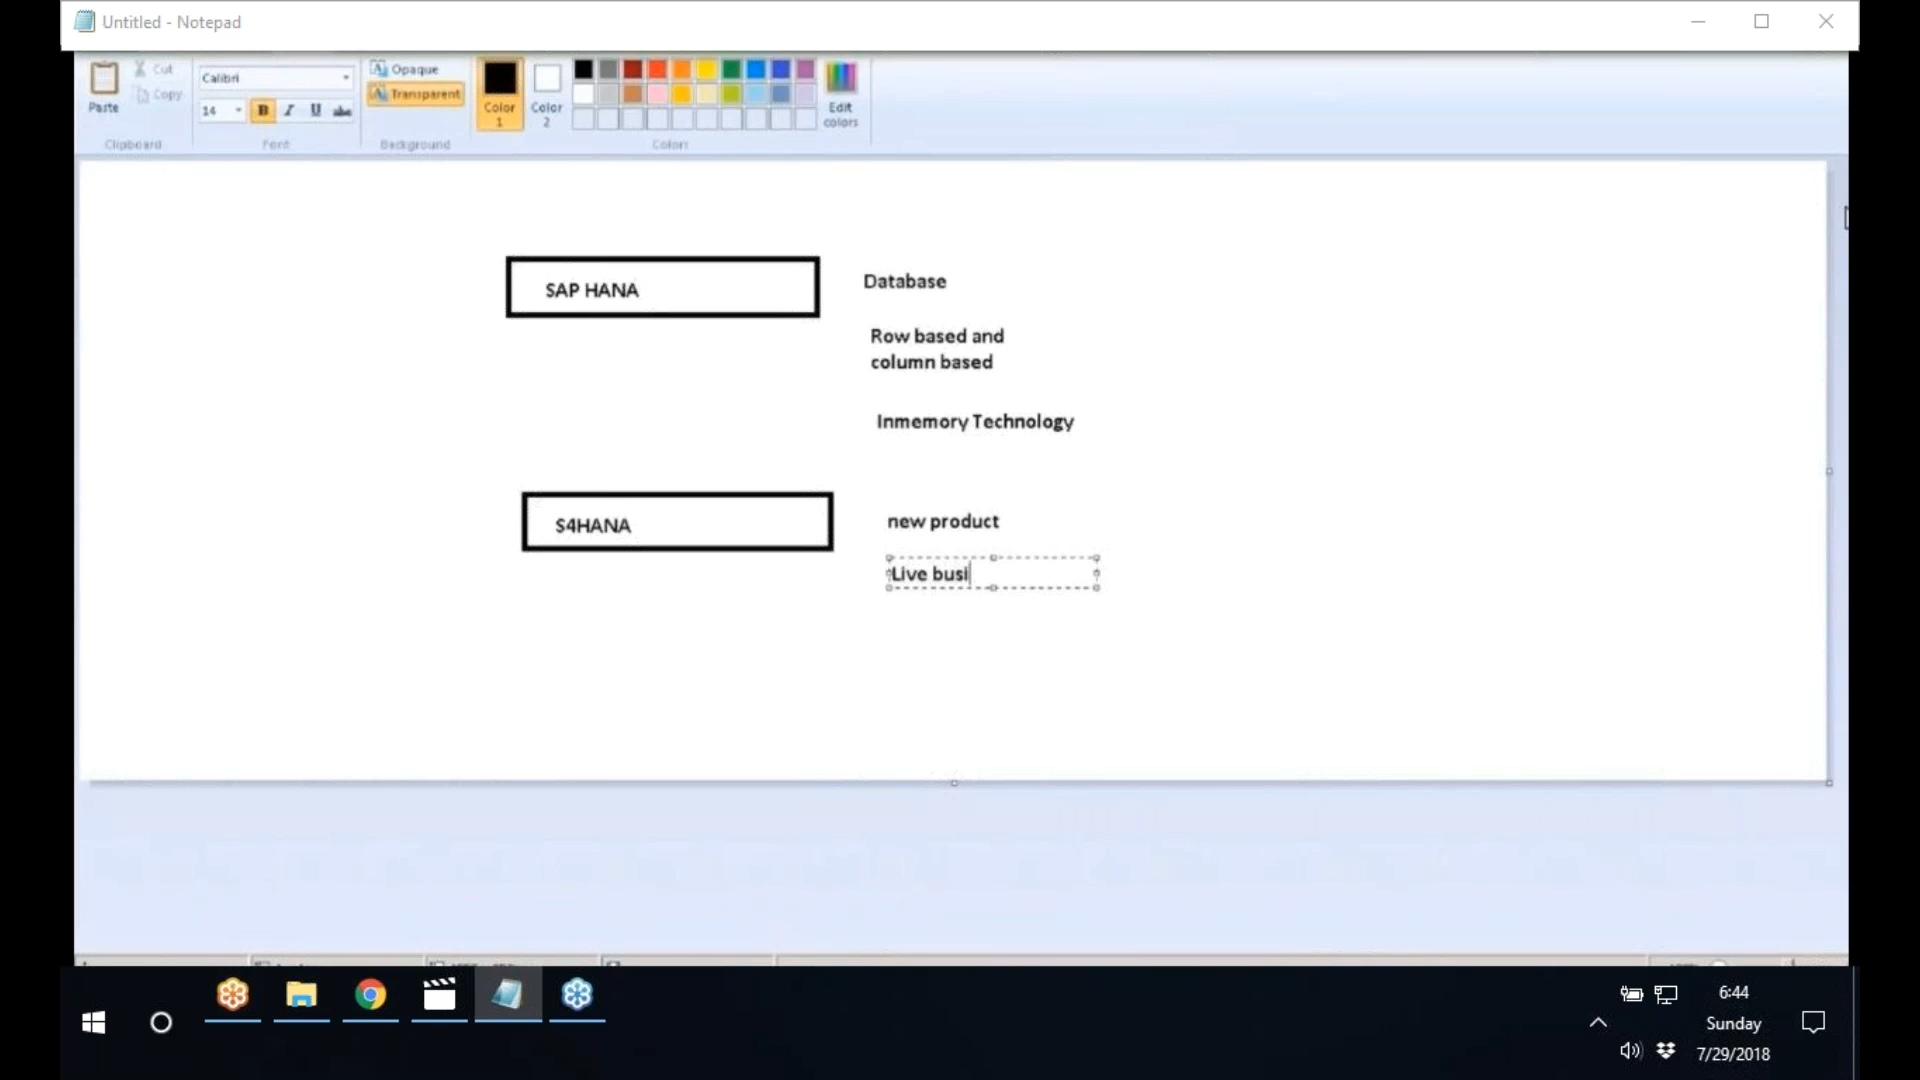 Untitled - Notepad
Paste
Cut
Copy
Clipboard
Calibri
14
B I U abc
Font
Opaque
Transparent
Background
Color 1
Color 2
Edit colors
Colors
SAP HANA
Database
Row based and
column based
Inmemory Technology
S4HANA
new product
Live busi
6:44
Sunday
7/29/2018